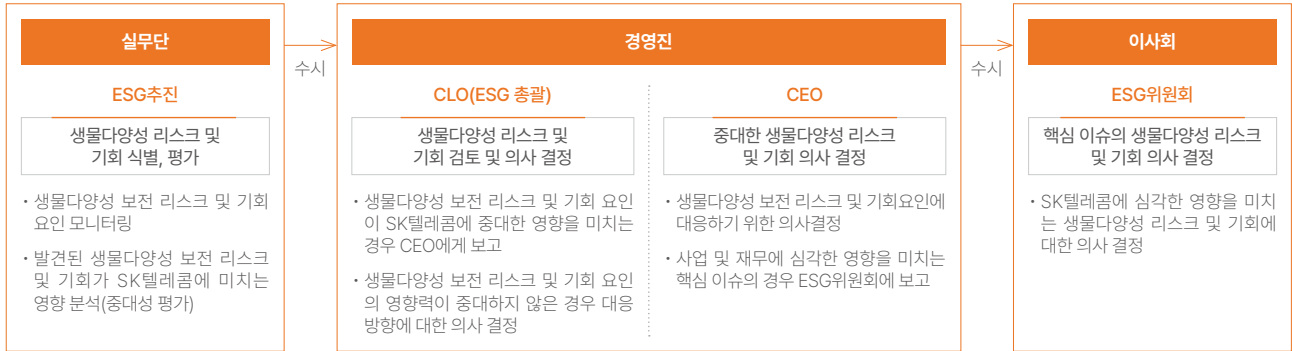 실무단
수시
경영진
수시
이사회
ESG추진
생물다양성 리스크 및
기회 식별, 평가
· 생물다양성 보전 리스크 및 기회
요인 모니터링
· 발견된 생물다양성 보전 리스크
및 기회가 SK텔레콤에 미치는
영향 분석(중대성 평가)
CLO(ESG 총괄)
생물다양성 리스크 및
기회 검토 및 의사 결정
· 생물다양성 보전 리스크 및 기회 요인
이 SK텔레콤에 중대한 영향을 미치는
경우 CEO에게 보고
· 생물다양성 보전 리스크 및 기회 요인
의 영향력이 중대하지 않은 경우 대응
방향에 대한 의사 결정
CEO
중대한 생물다양성 리스크
및 기회 의사 결정
· 생물다양성 보전 리스크 및 기회요인에
대응하기 위한 의사결정
· 사업 및 재무에 심각한 영향을 미치는
핵심 이슈의 경우 ESG위원회에 보고
ESG위원회
핵심 이슈의 생물다양성 리스크
및 기회 의사 결정
· SK텔레콤에 심각한 영향을 미치
는 생물다양성 리스크 및 기회에
대한 의사 결정